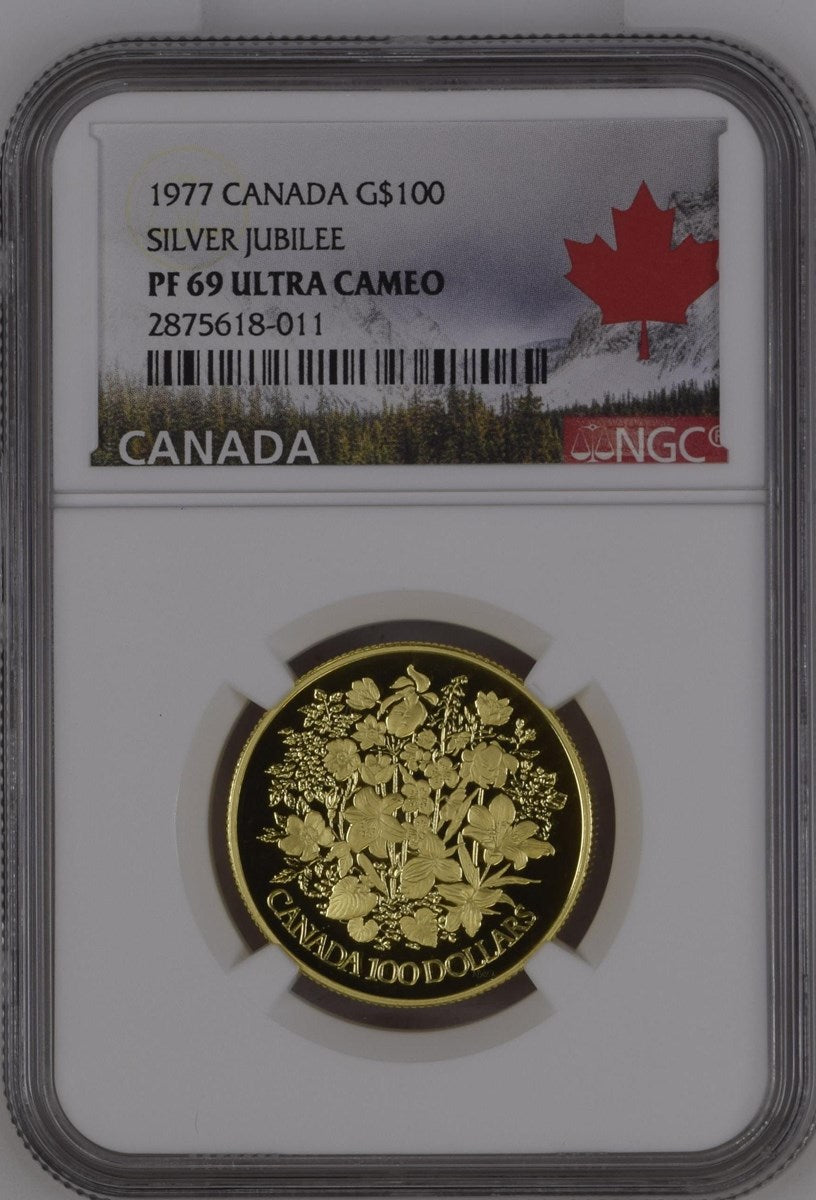 1977 CANADA G$100
SILVER JUBILEE
PF 69 ULTRA CAMEO
2875618-011
CANADA
NGC®
CANADA 100 DOLLARS